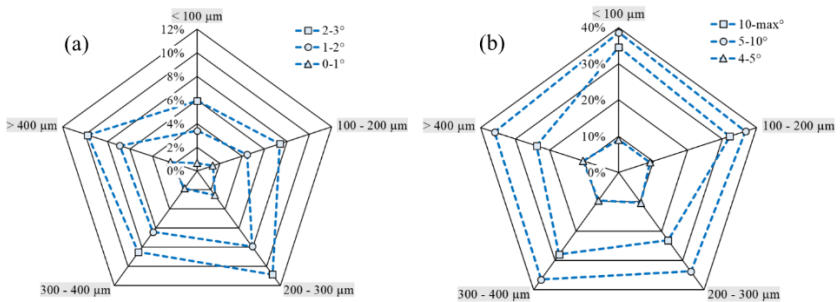 (a)
< 100 µm
12%
10%
8%
6%
4%
2%
0%
2-3°
1-2°
0-1°
> 400 µm
100 - 200 µm
300 - 400 µm
200 - 300 µm
(b)
< 100 µm
40%
30%
20%
10%
0%
10-max°
5-10°
4-5°
> 400 µm
100 - 200 µm
300 - 400 µm
200 - 300 µm